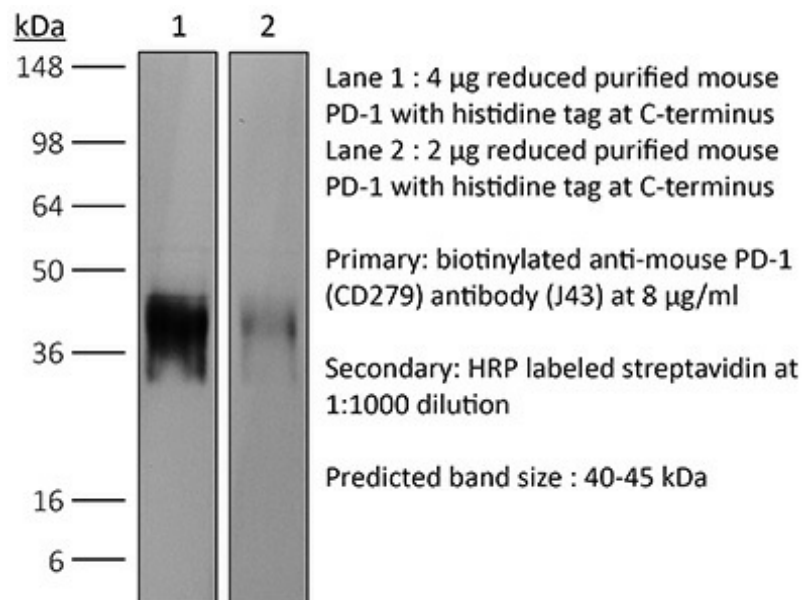 kDa
1 2
148
98
64
50
36
16
6
Lane 1 : 4 µg reduced purified mouse
PD-1 with histidine tag at C-terminus
Lane 2 : 2 µg reduced purified mouse
PD-1 with histidine tag at C-terminus
Primary: biotinylated anti-mouse PD-1
(CD279) antibody (J43) at 8 µg/ml
Secondary: HRP labeled streptavidin at
1:1000 dilution
Predicted band size : 40-45 kDa